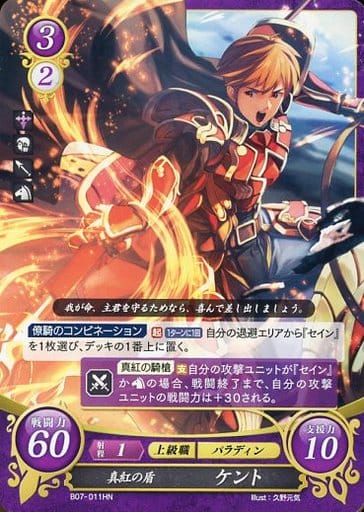 3
2
我が命、主君を守るためなら、喜んで差し出しましょう。
僚騎のコンビネーション 起 1ターンに1回 自分の退避エリアから『セイン』
を1枚選び、デッキの1番上に置く。
真紅の騎槍 支 自分の攻撃ユニットが『セイン』
か の場合、戦闘終了まで、自分の攻撃
ユニットの戦闘力は+30される。
戦闘力 60
射程 1
上級職 パラディン
支援力 10
真紅の盾 ケント
B07-011HN
Illust:久野元気